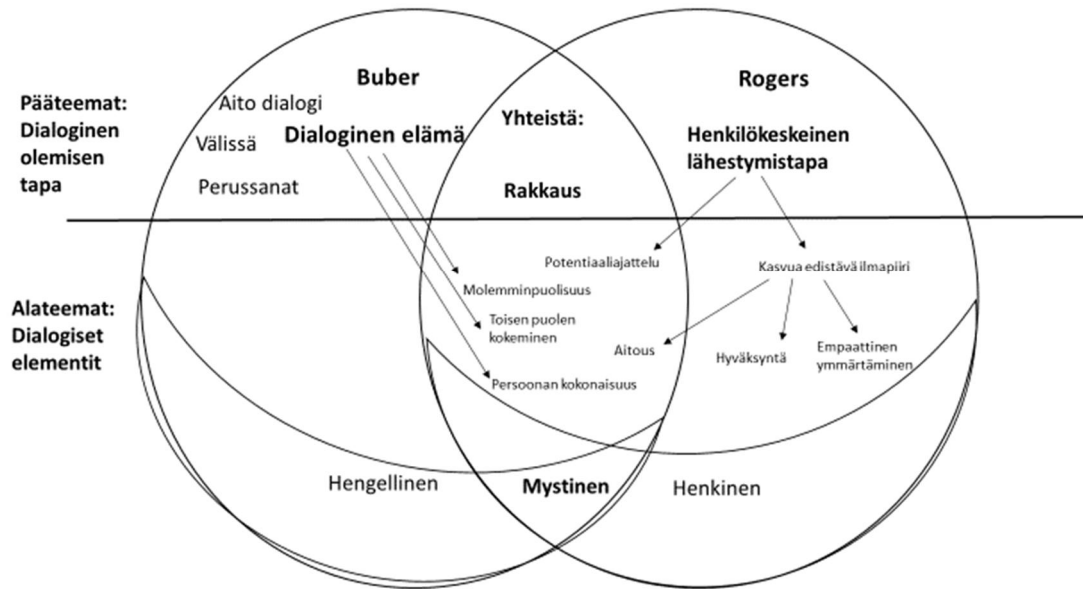 Pääteemat:
Dialoginen
olemisen
tapa
Buber
Aito dialogi
Dialoginen elämä
Välissä
Perussanat
Yhteistä:
Rakkaus
Rogers
Henkilökeskeinen
lähestymistapa
Alateemat:
Dialogiset
elementit
Potentiaaliajattelu
Molemminpuolisuus
Toisen puolen
kokeminen
Aitous
Persoonan kokonaisuus
Kasvua edistävä ilmapiiri
Hyväksyntä
Empaattinen
ymmärtäminen
Hengellinen
Mystinen
Henkinen